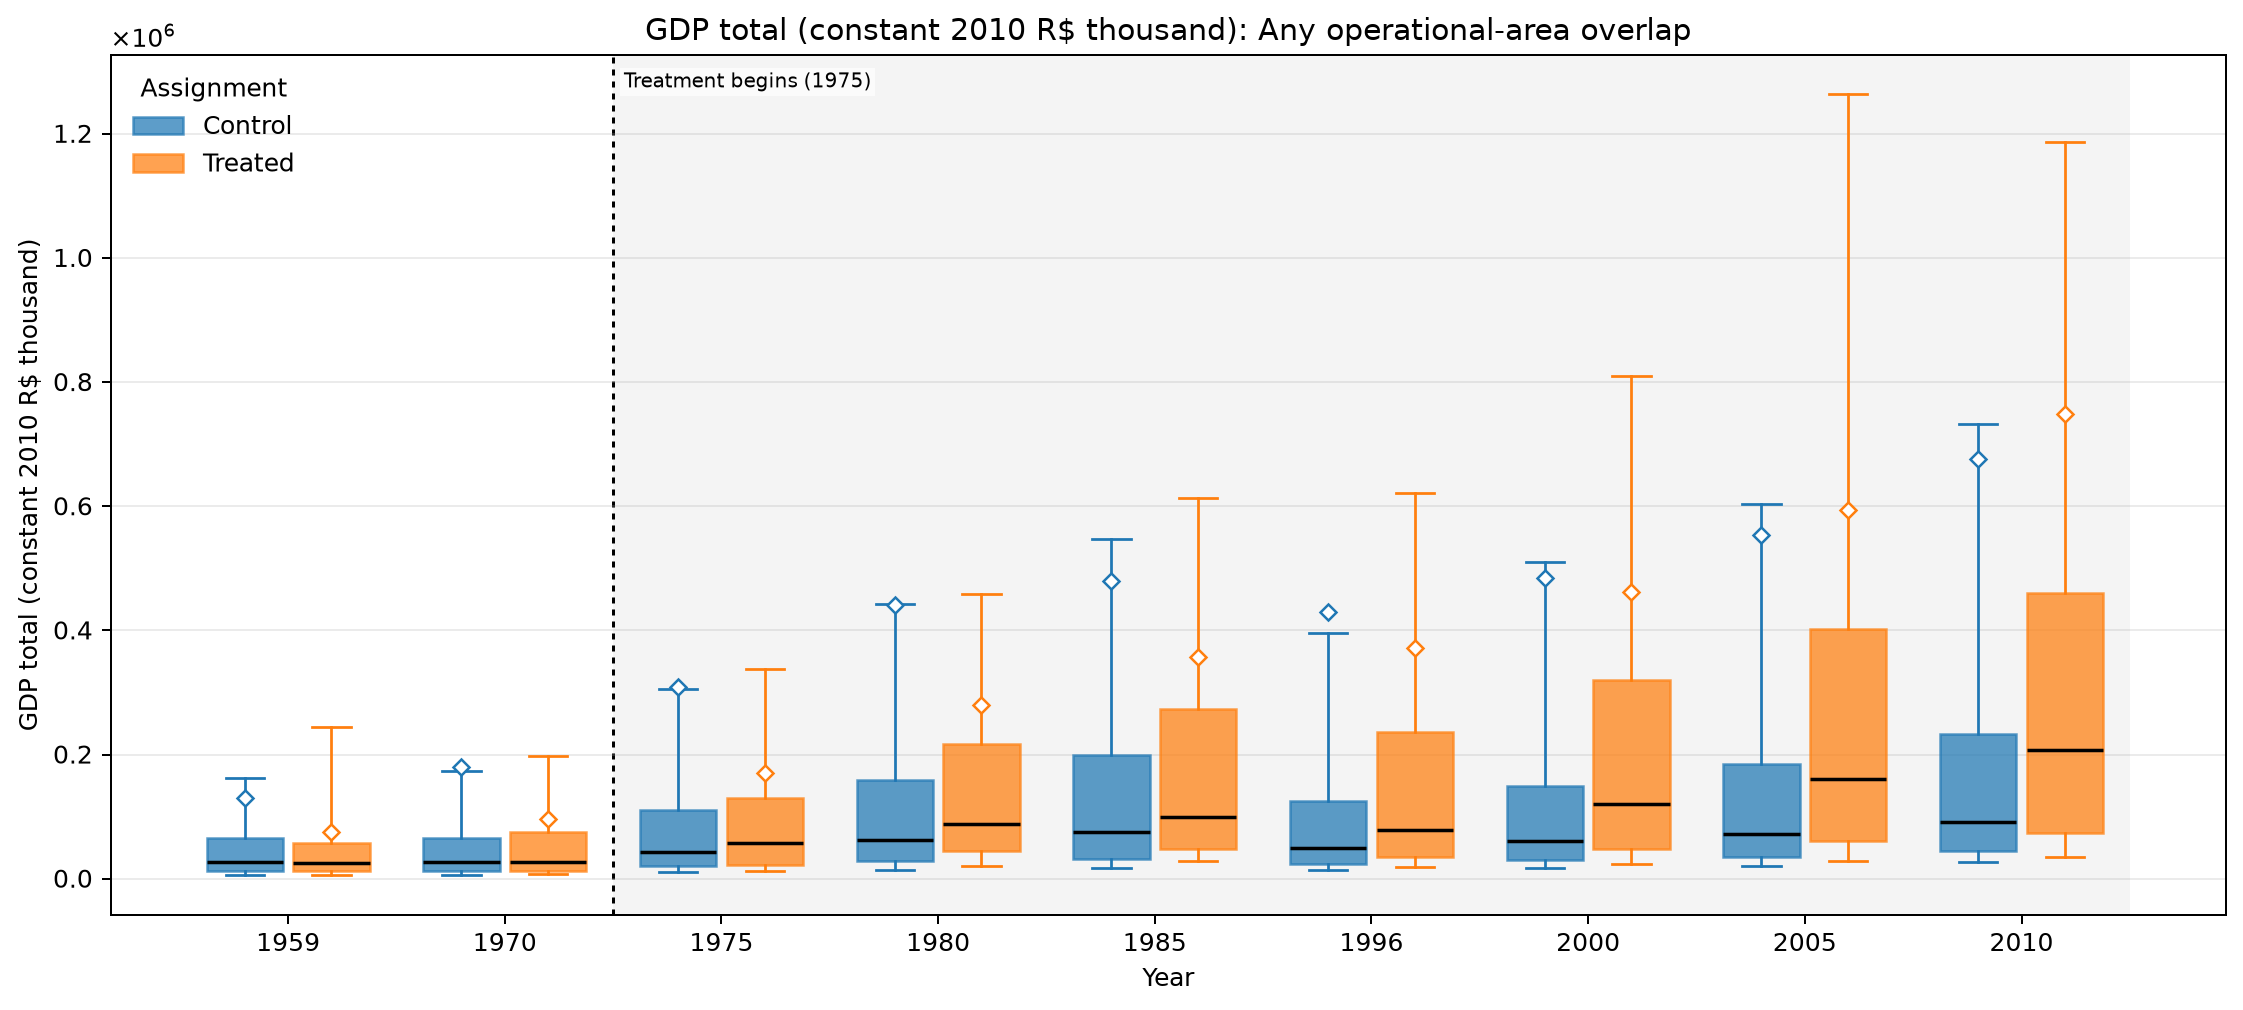 GDP total (constant 2010 R$ thousand): Any operational-area overlap
×10⁶
Treatment begins (1975)
Assignment
Control
Treated
GDP total (constant 2010 R$ thousand)
1.2
1.0
0.8
0.6
0.4
0.2
0.0
1959 1970 1975 1980 1985 1996 2000 2005 2010
Year